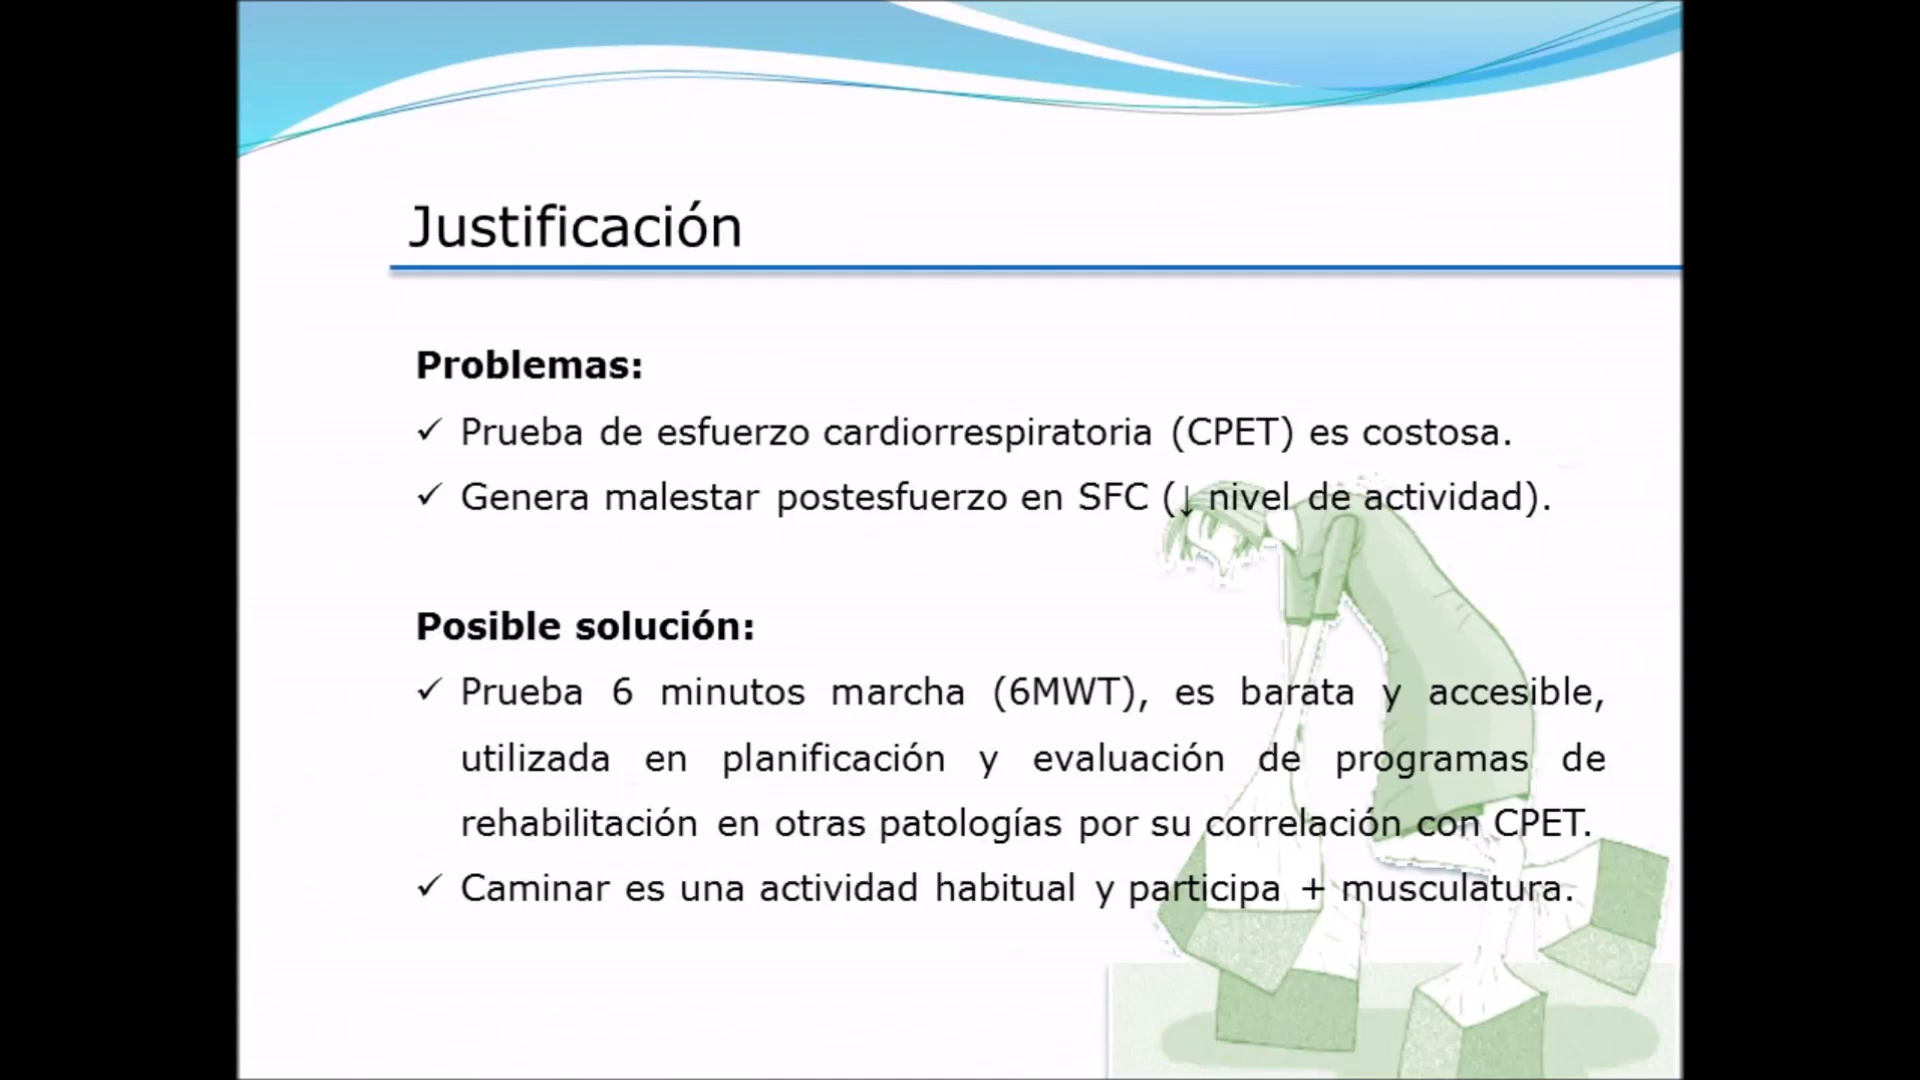 Justificación
Problemas:
✓ Prueba de esfuerzo cardiorrespiratoria (CPET) es costosa.
✓ Genera malestar postesfuerzo en SFC (↓ nivel de actividad).
Posible solución:
✓ Prueba 6 minutos marcha (6MWT), es barata y accesible,
utilizada en planificación y evaluación de programas de
rehabilitación en otras patologías por su correlación con CPET.
✓ Caminar es una actividad habitual y participa + musculatura.